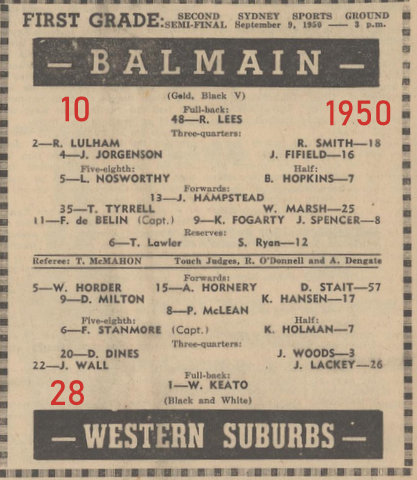 FIRST GRADE: SECOND SYDNEY SPORTS GROUND
SEMI-FINAL September 9, 1950 — 3 p.m.
— BALMAIN —
(Gold, Black V)
10
1950
Full-back:
48—R. LEES
Three-quarters:
2—R. LULHAM R. SMITH—18
4—J. JORGENSON J. FIFIELD—16
Five-eighth: Half:
5—L. NOSWORTHY B. HOPKINS—7
Forwards:
13—J. HAMPSTEAD
35—T. TYRELL W. MARSH—25
11—F. de BELIN (Capt.) 9—K. FOGARTY J. SPENCER—8
Reserves:
6—T. Lawler S. Ryan—12
Referee: T. McMAHON Touch Judges, R. O'Donnell and A. Dengate
Forwards:
5—W. HORDER 15—A. HORNERY D. STAIT—57
9—D. MILTON K. HANSEN—17
8—P. McLEAN
Five-eighth: Half:
6—F. STANMORE (Capt.) K. HOLMAN—7
Three-quarters:
20—D. DINES J. WOODS—3
22—J. WALL J. LACKEY—26
Full-back:
28
1—W. KEATO
(Black and White)
— WESTERN SUBURBS —